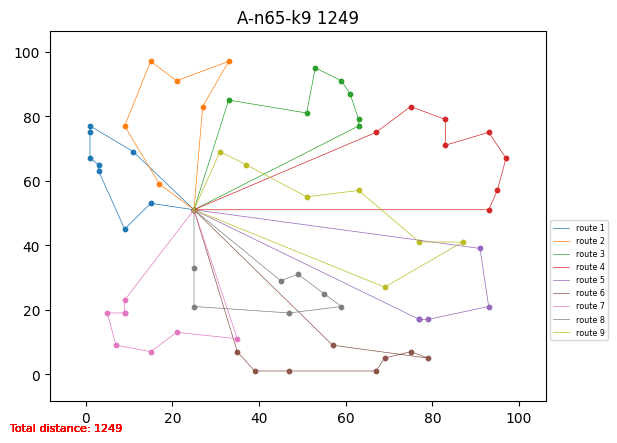 A-n65-k9 1249
100
80
60
40
20
0
0 20 40 60 80 100
route 1
route 2
route 3
route 4
route 5
route 6
route 7
route 8
route 9
Total distance: 1249